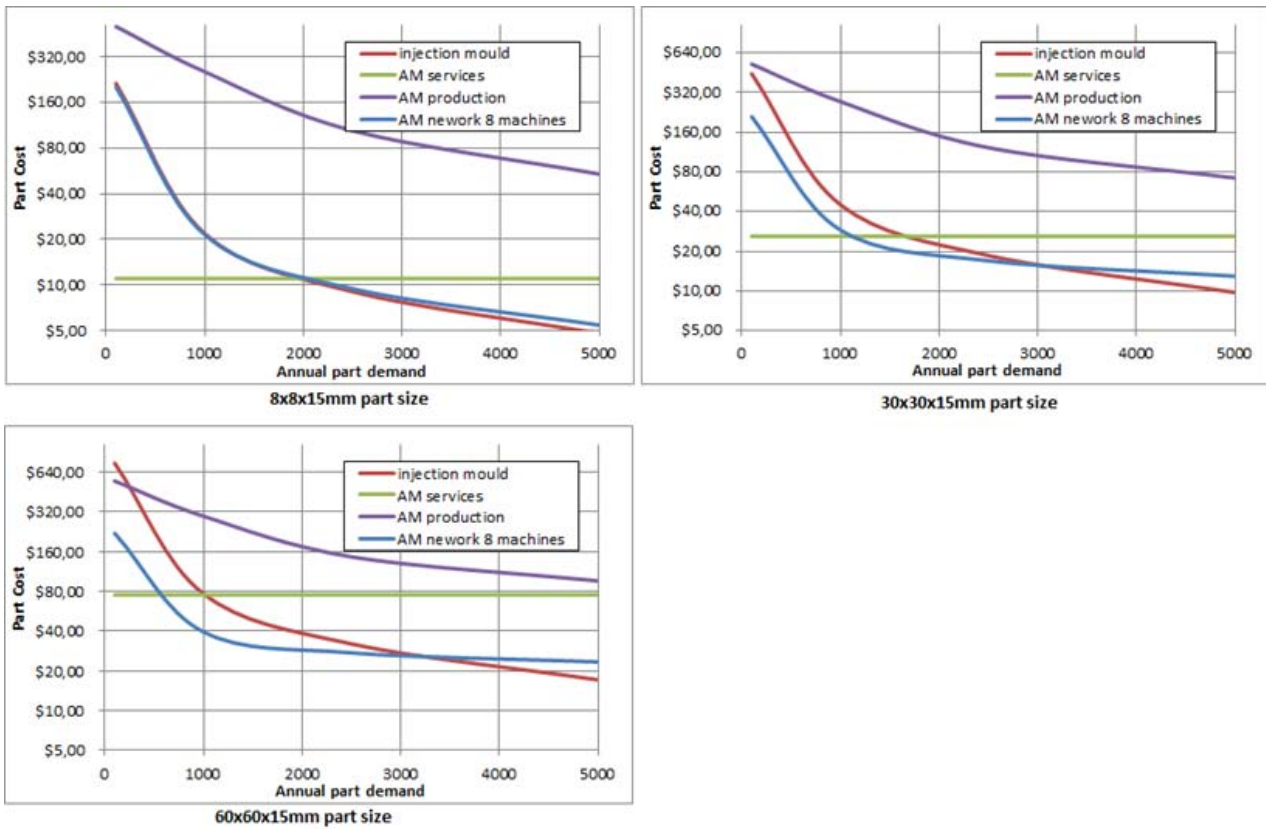 $320,00
$160,00
$80,00
$40,00
$20,00
$10,00
$5,00
Part Cost
injection mould
AM services
AM production
AM nework 8 machines
0 1000 2000 3000 4000 5000
Annual part demand
8x8x15mm part size
$640,00
$320,00
$160,00
$80,00
$40,00
$20,00
$10,00
$5,00
Part Cost
injection mould
AM services
AM production
AM nework 8 machines
0 1000 2000 3000 4000 5000
Annual part demand
30x30x15mm part size
$640,00
$320,00
$160,00
$80,00
$40,00
$20,00
$10,00
$5,00
Part Cost
injection mould
AM services
AM production
AM nework 8 machines
0 1000 2000 3000 4000 5000
Annual part demand
60x60x15mm part size